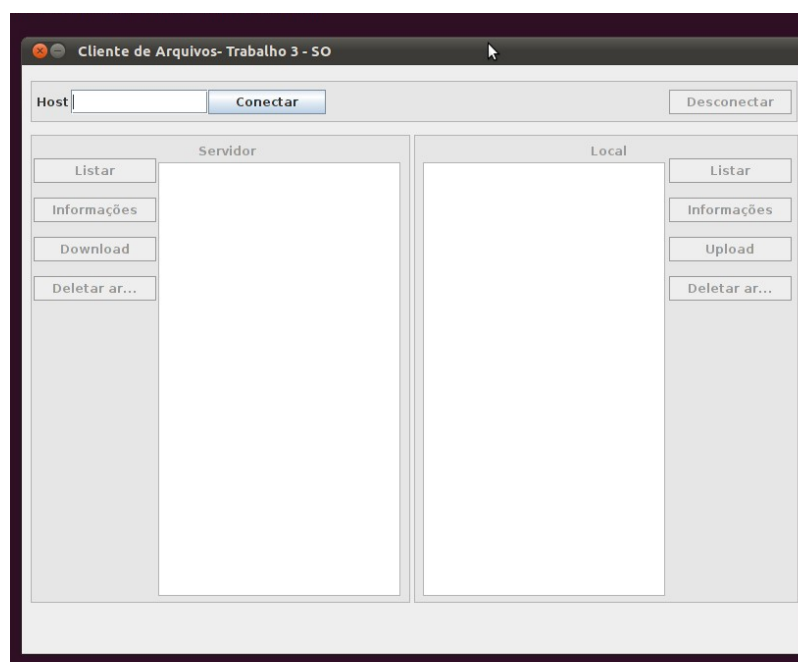 Cliente de Arquivos- Trabalho 3 - SO
Host
Conectar
Desconectar
Servidor
Listar
Informações
Download
Deletar ar...
Local
Listar
Informações
Upload
Deletar ar...